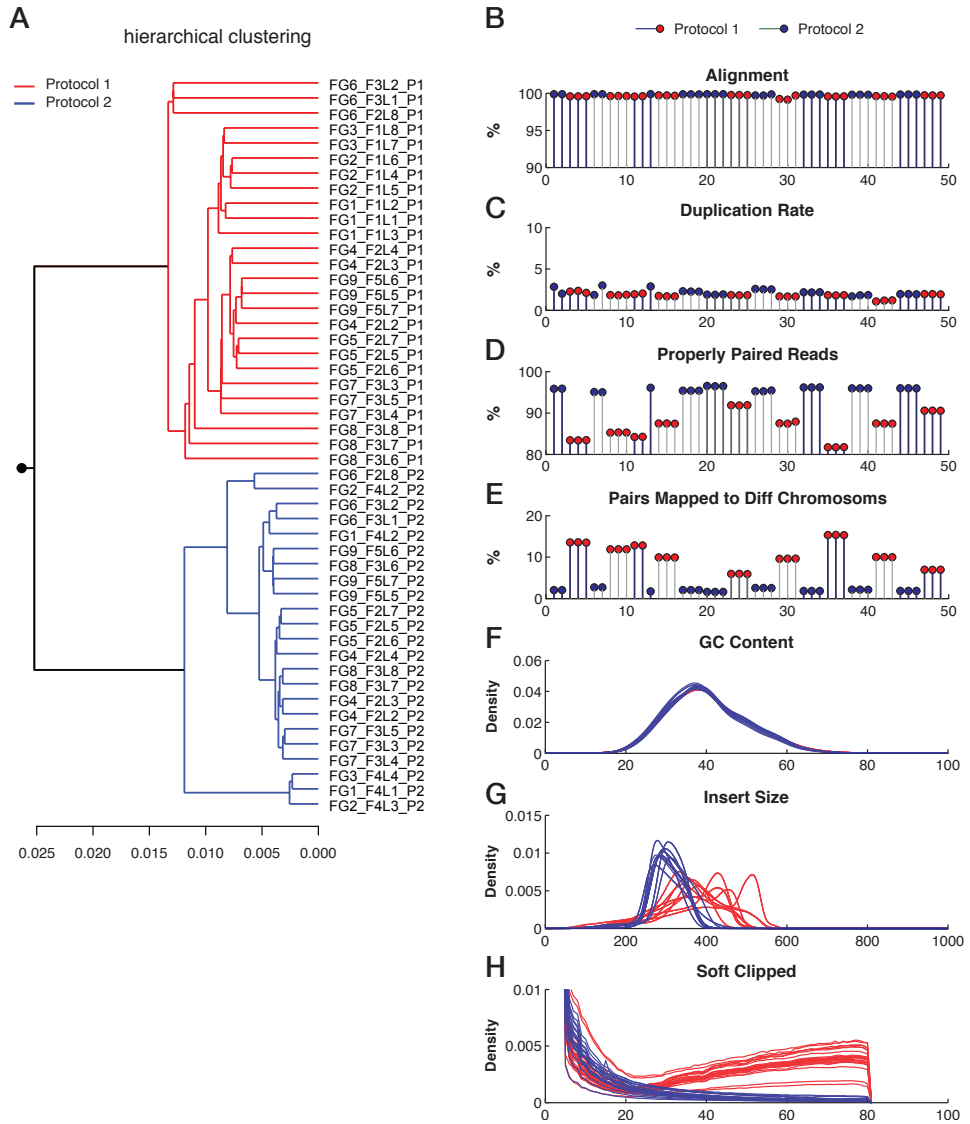 A
hierarchical clustering
Protocol 1
Protocol 2
FG6_F3L2_P1
FG6_F3L1_P1
FG6_F2L8_P1
FG3_F1L8_P1
FG3_F1L7_P1
FG2_F1L6_P1
FG2_F1L4_P1
FG2_F1L5_P1
FG1_F1L2_P1
FG1_F1L1_P1
FG1_F1L3_P1
FG4_F2L4_P1
FG4_F2L3_P1
FG9_F5L6_P1
FG9_F5L5_P1
FG9_F5L7_P1
FG4_F2L2_P1
FG5_F2L7_P1
FG5_F2L5_P1
FG5_F2L6_P1
FG7_F3L3_P1
FG7_F3L5_P1
FG7_F3L4_P1
FG8_F3L8_P1
FG8_F3L7_P1
FG8_F3L6_P1
FG6_F2L8_P2
FG2_F4L2_P2
FG6_F3L2_P2
FG6_F3L1_P2
FG1_F4L2_P2
FG9_F5L6_P2
FG8_F3L6_P2
FG9_F5L7_P2
FG9_F5L5_P2
FG5_F2L7_P2
FG5_F2L5_P2
FG5_F2L6_P2
FG4_F2L4_P2
FG8_F3L8_P2
FG8_F3L7_P2
FG4_F2L3_P2
FG4_F2L2_P2
FG7_F3L5_P2
FG7_F3L3_P2
FG7_F3L4_P2
FG3_F4L4_P2
FG1_F4L1_P2
FG2_F4L3_P2
0.025 0.020 0.015 0.010 0.005 0.000
B
Protocol 1 Protocol 2
Alignment
100
95
90
%
0 10 20 30 40 50
C
Duplication Rate
10
5
0
%
0 10 20 30 40 50
D
Properly Paired Reads
100
90
80
%
0 10 20 30 40 50
E
Pairs Mapped to Diff Chromosoms
20
10
0
%
0 10 20 30 40 50
F
GC Content
0.06
0.04
0.02
0
Density
0 20 40 60 80 100
G
Insert Size
0.015
0.01
0.005
0
Density
0 200 400 600 800 1000
H
Soft Clipped
0.01
0.005
0
Density
0 20 40 60 80 100